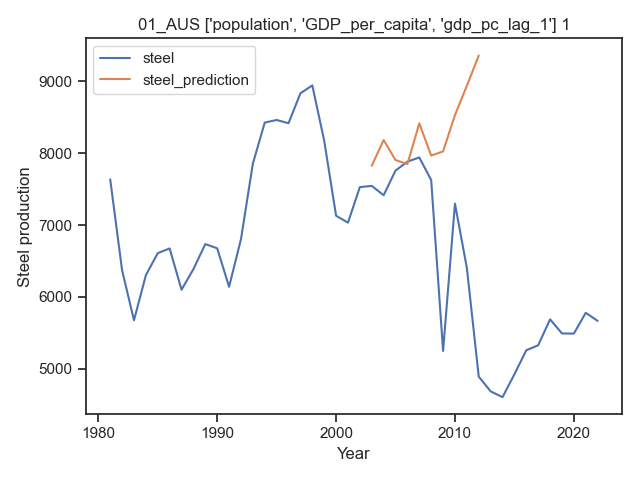 01_AUS ['population', 'GDP_per_capita', 'gdp_pc_lag_1'] 1
steel
steel_prediction
9000
8000
7000
6000
5000
Steel production
1980
1990
2000
2010
2020
Year